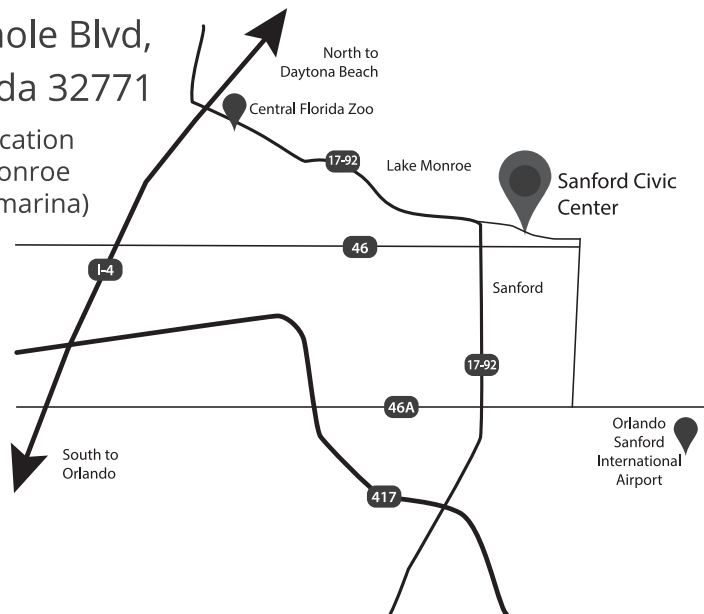 nole Blvd,
da 32771
cation
onroe
marina)
North to
Daytona Beach
Central Florida Zoo
17-92
Lake Monroe
Sanford Civic
Center
46
I-4
Sanford
17-92
46A
South to
Orlando
Orlando
Sanford
International
Airport
417